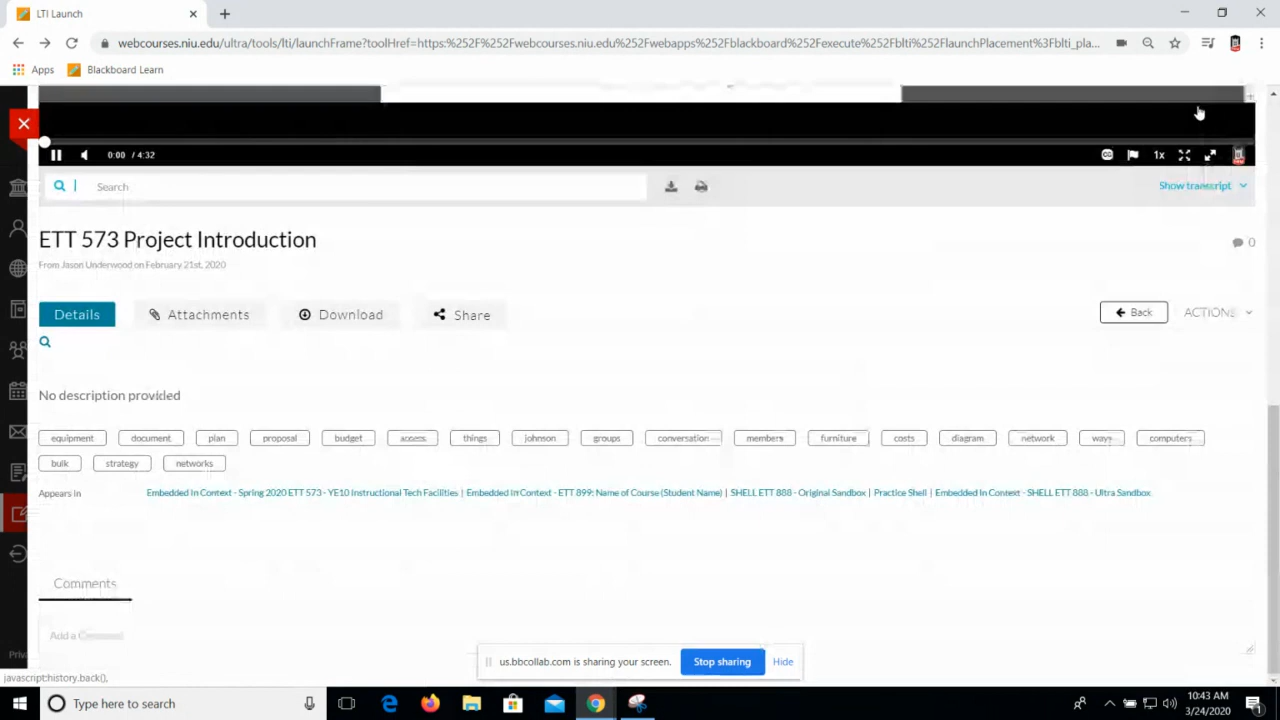 LTI Launch
webcourses.niu.edu/ultra/tools/lti/launchFrame?toolHref=https:%252F%252Fwebcourses.niu.edu%252Fwebapps%252Fblackboard%252Fexecute%252Fblti%252FlaunchPlacement%3Fblti_pla...
Apps Blackboard Learn
0:00 / 4:32
1x
Search
Show transcript
ETT 573 Project Introduction
0
From Jason Underwood on February 21st, 2020
Details Attachments Download Share
Back ACTIONS
No description provided
equipment document plan proposal budget access things johnson groups conversation members furniture costs diagram network ways computers
bulk strategy networks
Appears In Embedded In Context - Spring 2020 ETT 573 - YE10 Instructional Tech Facilities | Embedded In Context - ETT 899: Name of Course (Student Name) | SHELL ETT 888 - Original Sandbox | Practice Shell | Embedded In Context - SHELL ETT 888 - Ultra Sandbox
Comments
Add a Comment
Priva
us.bbcollab.com is sharing your screen. Stop sharing Hide
javascript:history.back();
Type here to search
10:43 AM
3/24/2020
1